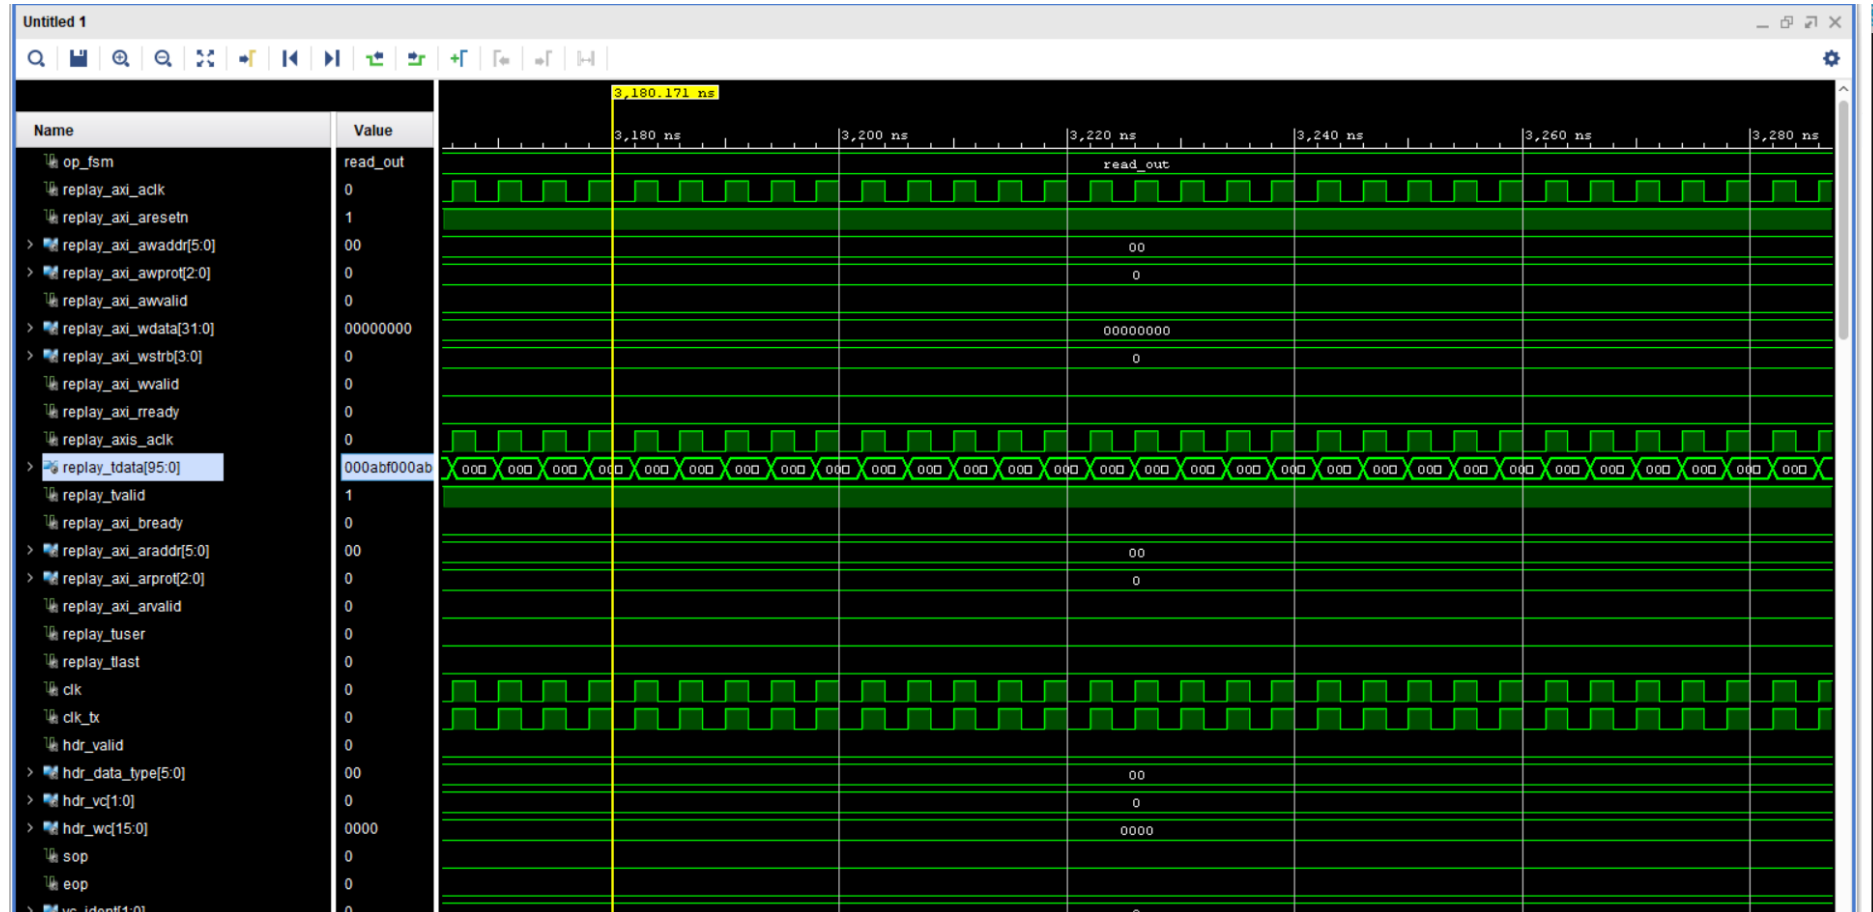 Untitled 1
3,180.171 ns
Name Value
3,180 ns 3,200 ns 3,220 ns 3,240 ns 3,260 ns 3,280 ns
op_fsm read_out read_out
replay_axi_aclk 0
replay_axi_aresetn 1
replay_axi_awaddr[5:0] 00 00
replay_axi_awprot[2:0] 0 0
replay_axi_awvalid 0
replay_axi_wdata[31:0] 00000000 00000000
replay_axi_wstrb[3:0] 0 0
replay_axi_wvalid 0
replay_axi_rready 0
replay_axis_aclk 0
replay_tdata[95:0] 000abf000ab
replay_tvalid 1
replay_axi_bready 0
replay_axi_araddr[5:0] 00 00
replay_axi_arprot[2:0] 0 0
replay_axi_arvalid 0
replay_tuser 0
replay_tlast 0
clk 0
clk_tx 0
hdr_valid 0
hdr_data_type[5:0] 00 00
hdr_vc[1:0] 0 0
hdr_wc[15:0] 0000 0000
sop 0
eop 0